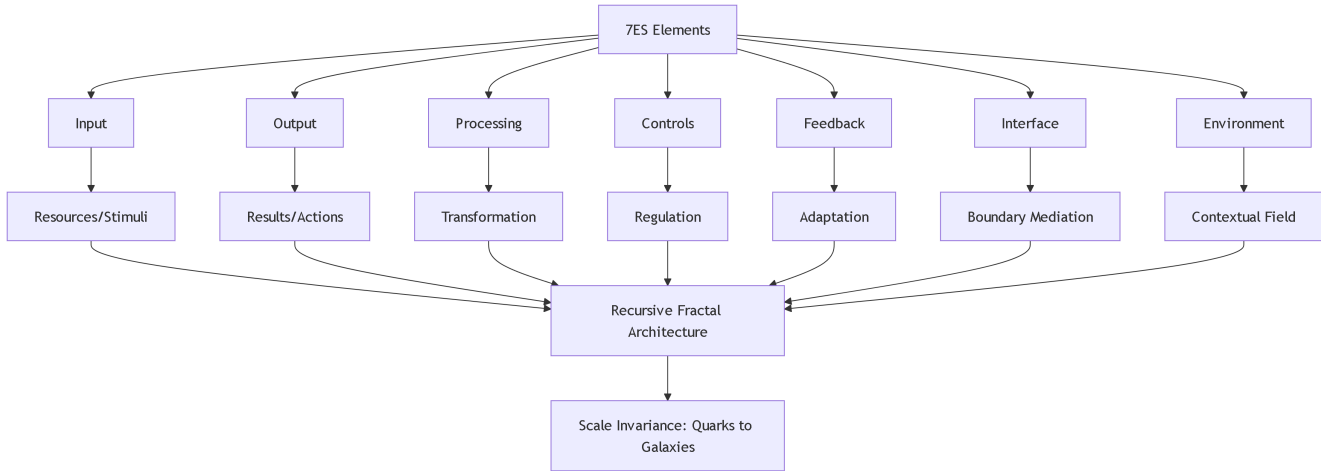 7ES Elements
Input
Output
Processing
Controls
Feedback
Interface
Environment
Resources/Stimuli
Results/Actions
Transformation
Regulation
Adaptation
Boundary Mediation
Contextual Field
Recursive Fractal
Architecture
Scale Invariance: Quarks to
Galaxies